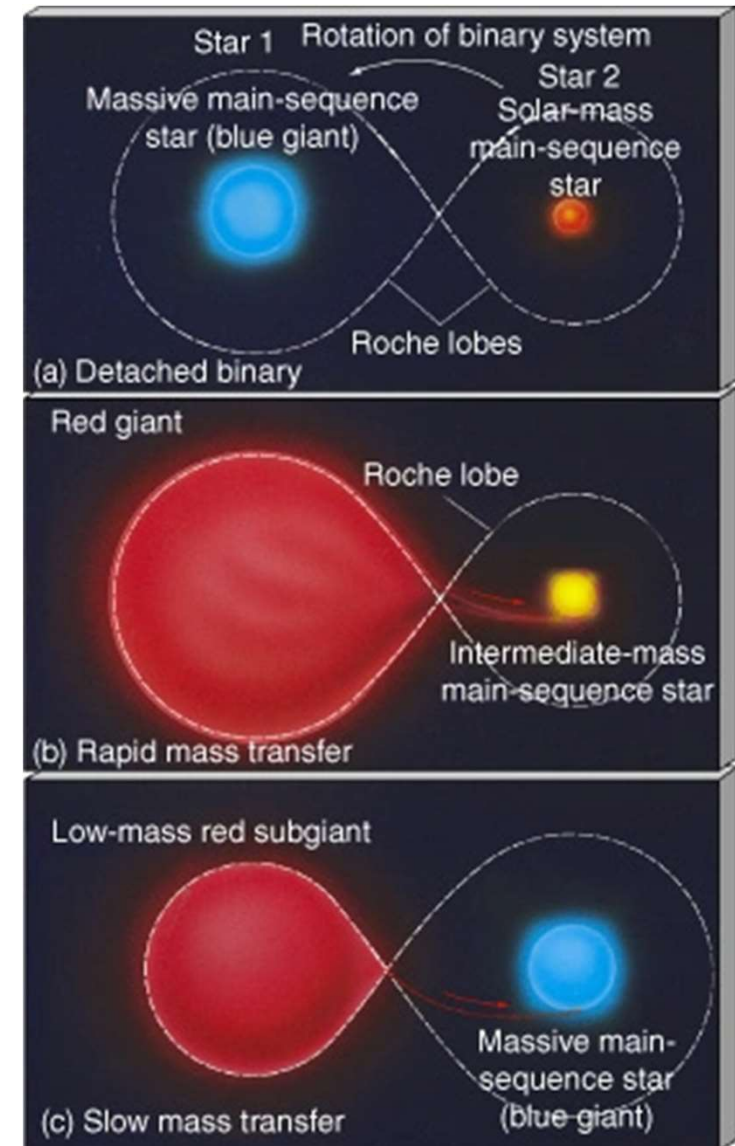 Star 1
Rotation of binary system
Massive main-sequence
star (blue giant)
Star 2
Solar-mass
main-sequence
star
Roche lobes
(a) Detached binary
Red giant
Roche lobe
Intermediate-mass
main-sequence star
(b) Rapid mass transfer
Low-mass red subgiant
Massive main-
sequence star
(blue giant)
(c) Slow mass transfer